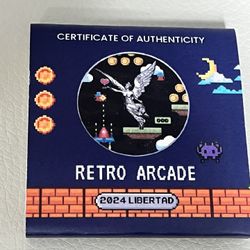 CERTIFICATE OF AUTHENTICITY
RETRO ARCADE
2024 LIBERTAD